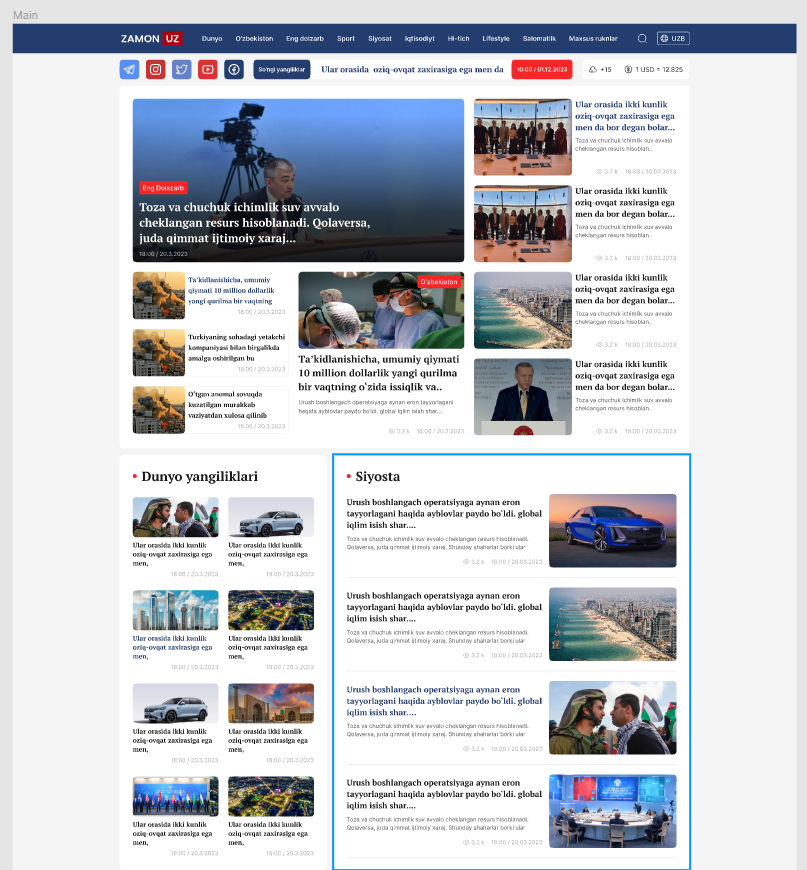 Main
ZAMON UZ
Dunyo O'zbekiston Eng dolzarb Sport Siyosat Iqtisodiyt Hi-tich Lifestyle Salomatlik Maxsus ruknlar
UZB
So'ngi yangiliklar
Ular orasida oziq-ovqat zaxirasiga ega men da
10:00 / 01.12.2023
+15
1 USD = 12.825
Eng Dolszarb
Toza va chuchuk ichimlik suv avvalo
cheklangan resurs hisoblanadi. Qolaversa,
juda qimmat ijtimoiy xaraj...
18:00 / 20.3.2023
Ular orasida ikki kunlik
oziq-ovqat zaxirasiga ega
men da bor degan bolar...
Toza va chuchuk ichimlik suv avvalo
cheklangan resurs hisoblan..
3.2 k 18:00 / 20.03.2023
Ular orasida ikki kunlik
oziq-ovqat zaxirasiga ega
men da bor degan bolar...
Toza va chuchuk ichimlik suv avvalo
cheklangan resurs hisoblan..
3.2 k 18:00 / 20.03.2023
Ular orasida ikki kunlik
oziq-ovqat zaxirasiga ega
men da bor degan bolar...
Toza va chuchuk ichimlik suv avvalo
cheklangan resurs hisoblan..
3.2 k 18:00 / 20.03.2023
Ular orasida ikki kunlik
oziq-ovqat zaxirasiga ega
men da bor degan bolar...
Toza va chuchuk ichimlik suv avvalo
cheklangan resurs hisoblan..
3.2 k 18:00 / 20.03.2023
Ta'kidlanishicha, umumiy
qiymati 10 million dollarlik
yangi qurilma bir vaqtning
18:00 / 20.3.2023
Turkiyaning sohadagi yetakchi
kompaniyasi bilan birgalikda
amalga oshirilgan bu
18:00 / 20.3.2023
O'tgan anomal sovuqda
kuzatilgan murakkab
vaziyatdan xulosa qilinib
18:00 / 20.3.2023
O'zbekiston
Ta'kidlanishicha, umumiy qiymati
10 million dollarlik yangi qurilma
bir vaqtning o'zida issiqlik va..
Urush boshlangach operatsiyaga aynan eron tayyorlagani
haqida ayblovlar paydo bo'ldi. global iqlim isish shar....
3.2 k 18:00 / 20.3.2023
Dunyo yangiliklari
Ular orasida ikki kunlik
oziq-ovqat zaxirasiga ega
men,
18:00 / 20.3.2023
Ular orasida ikki kunlik
oziq-ovqat zaxirasiga ega
men,
18:00 / 20.3.2023
Ular orasida ikki kunlik
oziq-ovqat zaxirasiga ega
men,
18:00 / 20.3.2023
Ular orasida ikki kunlik
oziq-ovqat zaxirasiga ega
men,
18:00 / 20.3.2023
Ular orasida ikki kunlik
oziq-ovqat zaxirasiga ega
men,
18:00 / 20.3.2023
Ular orasida ikki kunlik
oziq-ovqat zaxirasiga ega
men,
18:00 / 20.3.2023
Ular orasida ikki kunlik
oziq-ovqat zaxirasiga ega
men,
18:00 / 20.3.2023
Ular orasida ikki kunlik
oziq-ovqat zaxirasiga ega
men,
18:00 / 20.3.2023
Siyosta
Urush boshlangach operatsiyaga aynan eron
tayyorlagani haqida ayblovlar paydo bo'ldi. global
iqlim isish shar....
Toza va chuchuk ichimlik suv avvalo cheklangan resurs hisoblanadi.
Qolaversa, juda qimmat ijtimoiy xaraj. Shunday shaharlar borki ular
3.2 k 18:00 / 20.03.2023
Urush boshlangach operatsiyaga aynan eron
tayyorlagani haqida ayblovlar paydo bo'ldi. global
iqlim isish shar....
Toza va chuchuk ichimlik suv avvalo cheklangan resurs hisoblanadi.
Qolaversa, juda qimmat ijtimoiy xaraj. Shunday shaharlar borki ular
3.2 k 18:00 / 20.03.2023
Urush boshlangach operatsiyaga aynan eron
tayyorlagani haqida ayblovlar paydo bo'ldi. global
iqlim isish shar....
Toza va chuchuk ichimlik suv avvalo cheklangan resurs hisoblanadi.
Qolaversa, juda qimmat ijtimoiy xaraj. Shunday shaharlar borki ular
3.2 k 18:00 / 20.03.2023
Urush boshlangach operatsiyaga aynan eron
tayyorlagani haqida ayblovlar paydo bo'ldi. global
iqlim isish shar....
Toza va chuchuk ichimlik suv avvalo cheklangan resurs hisoblanadi.
Qolaversa, juda qimmat ijtimoiy xaraj. Shunday shaharlar borki ular
3.2 k 18:00 / 20.03.2023